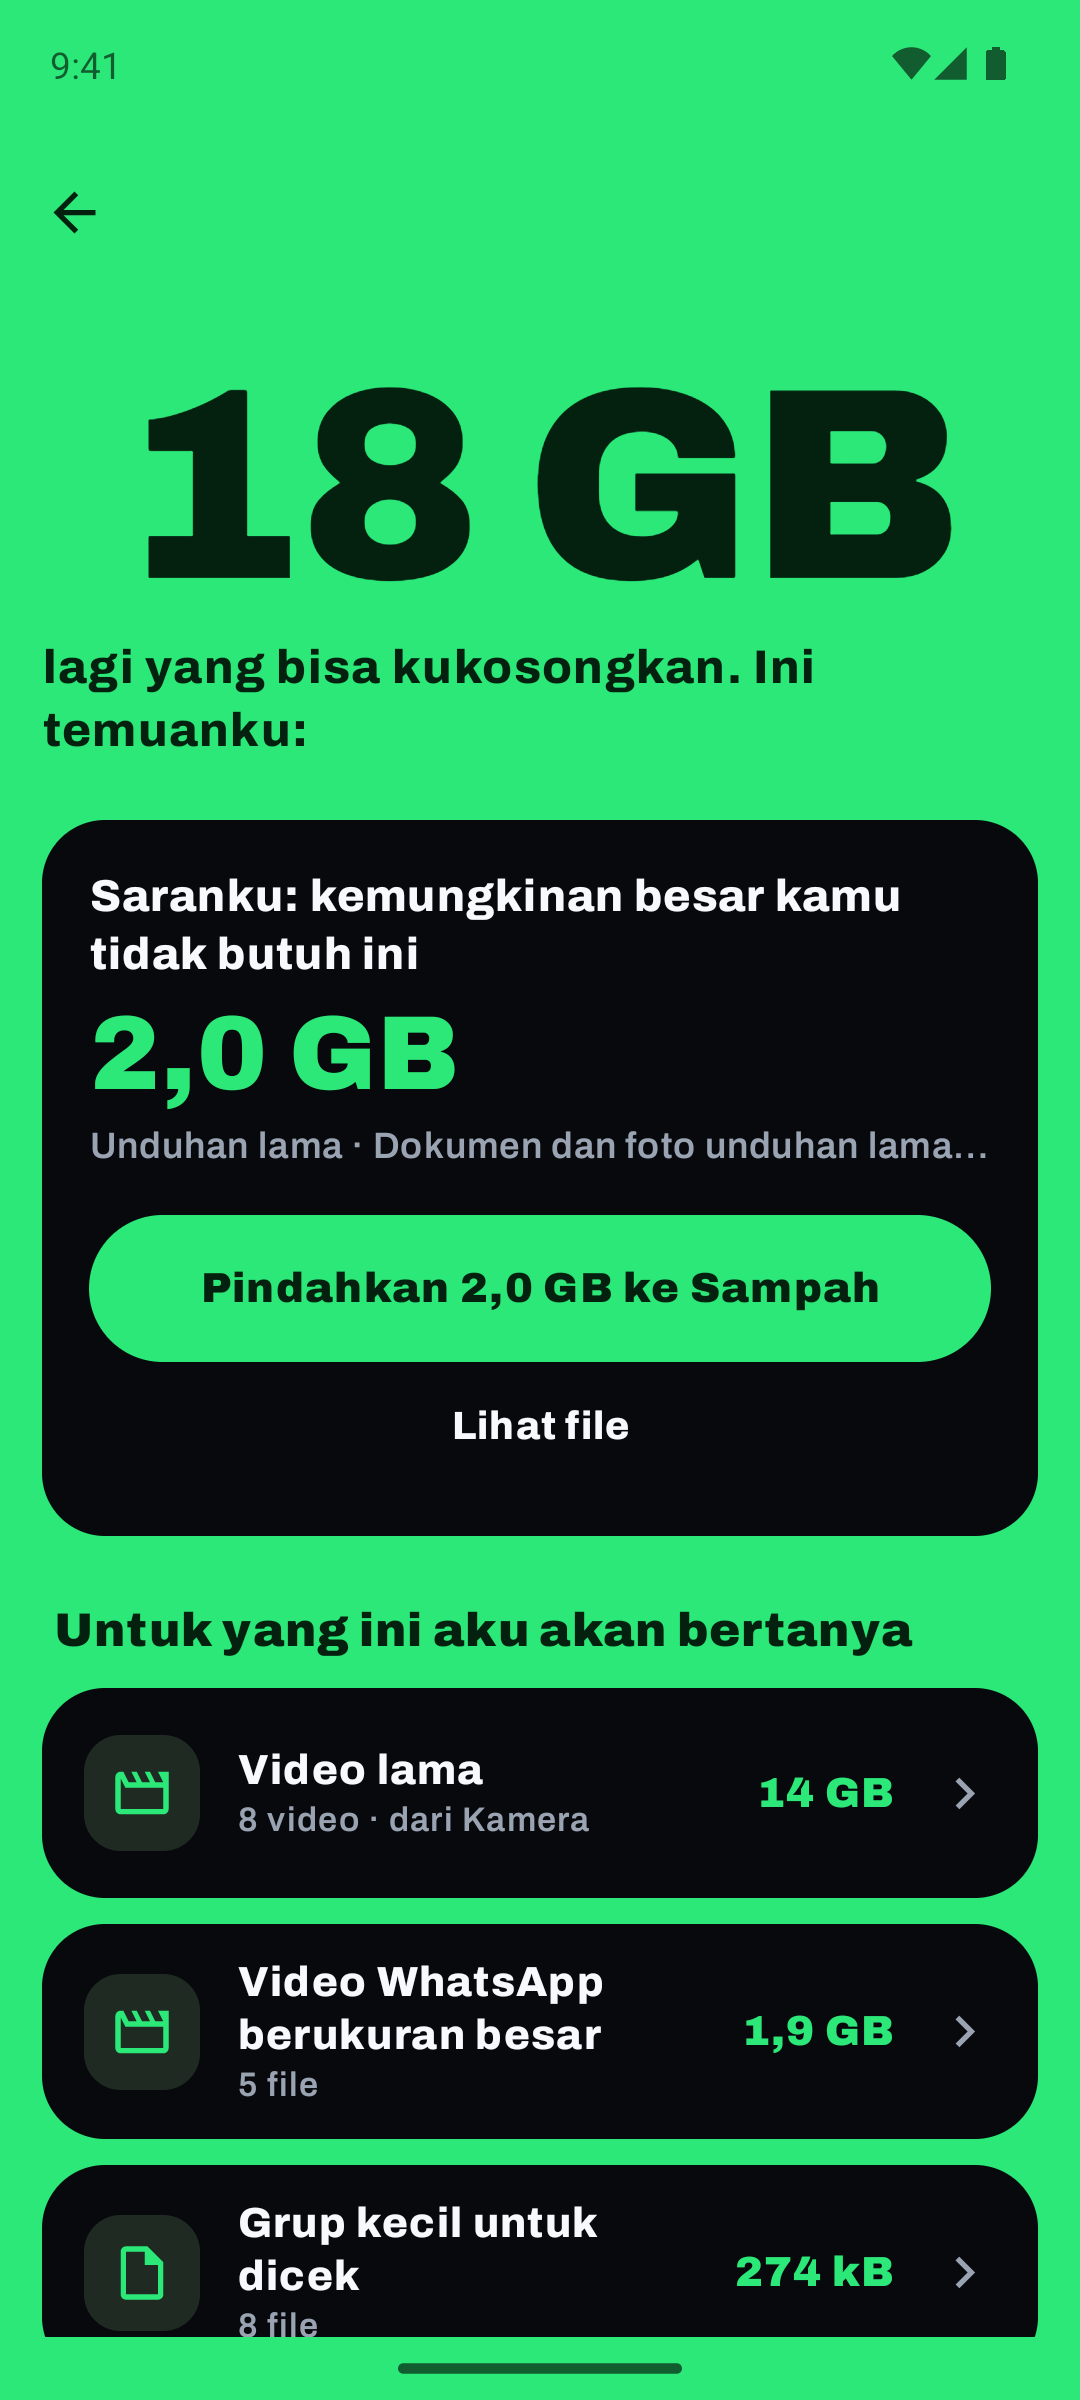 9:41
18 GB
lagi yang bisa kukosongkan. Ini
temuanku:
Saranku: kemungkinan besar kamu
tidak butuh ini
2,0 GB
Unduhan lama · Dokumen dan foto unduhan lama...
Pindahkan 2,0 GB ke Sampah
Lihat file
Untuk yang ini aku akan bertanya
Video lama
8 video · dari Kamera
14 GB
Video WhatsApp
berukuran besar
5 file
1,9 GB
Grup kecil untuk
dicek
8 file
274 kB